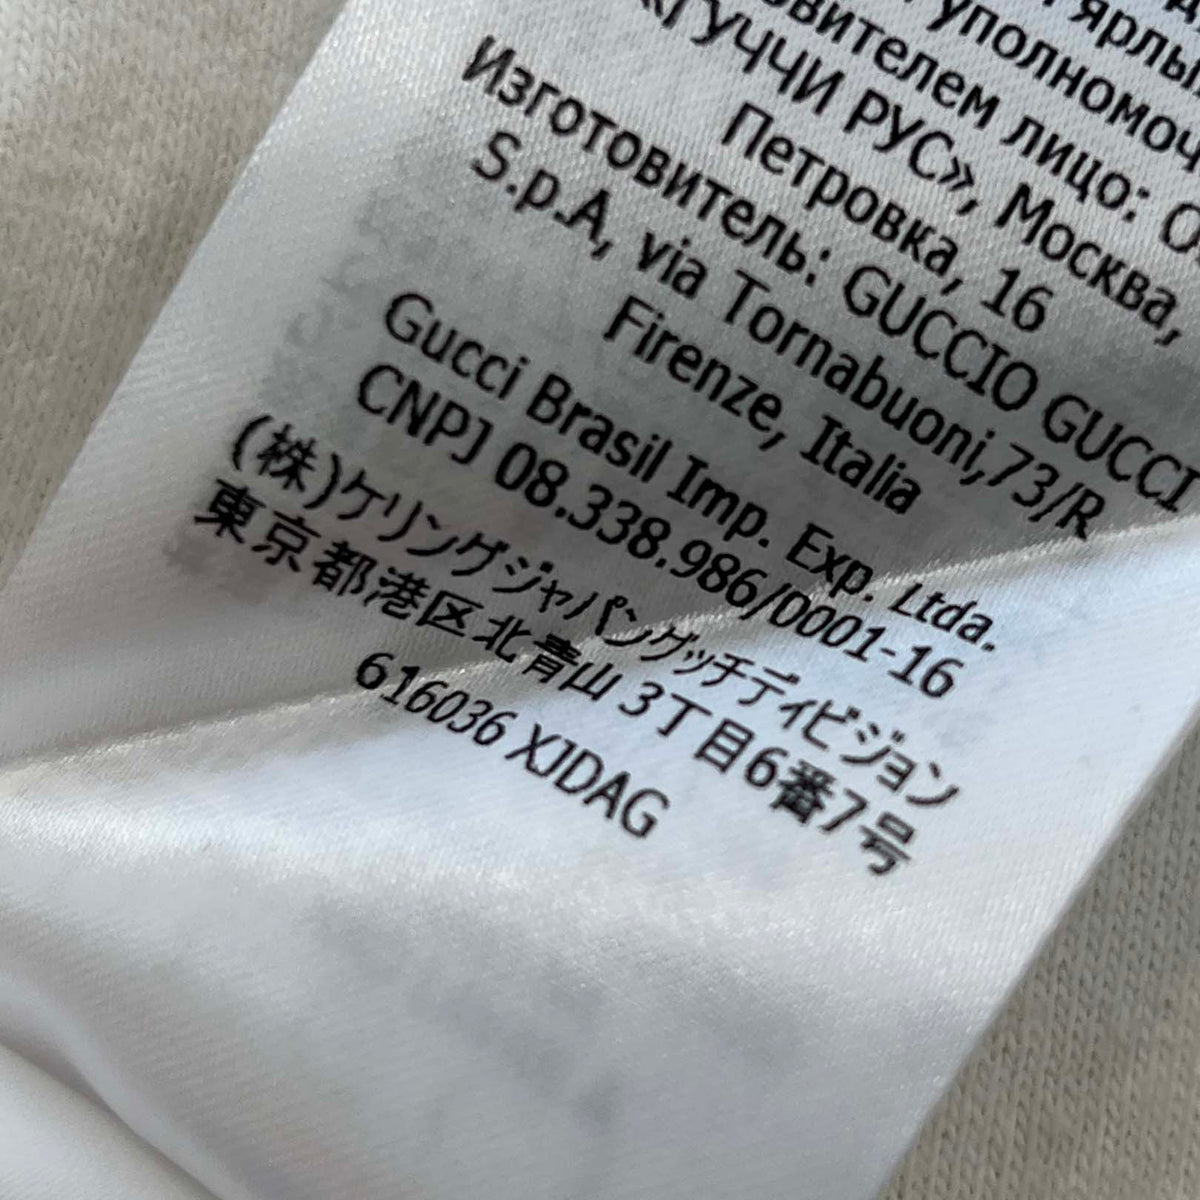 ярлы
уполномоч
овителем лицо: О
ГУЧЧИ РУС», Москва,
Петровка, 16
Изготовитель: GUCCIO GUCCI
S.p.A, via Tornabuoni,73/R
Firenze, Italia
Gucci Brasil Imp. Exp. Ltda.
CNPJ 08.338.986/0001-16
(株)ケリングジャパングッチディビジョン
東京都港区北青山3丁目6番7号
616036 XJDAG